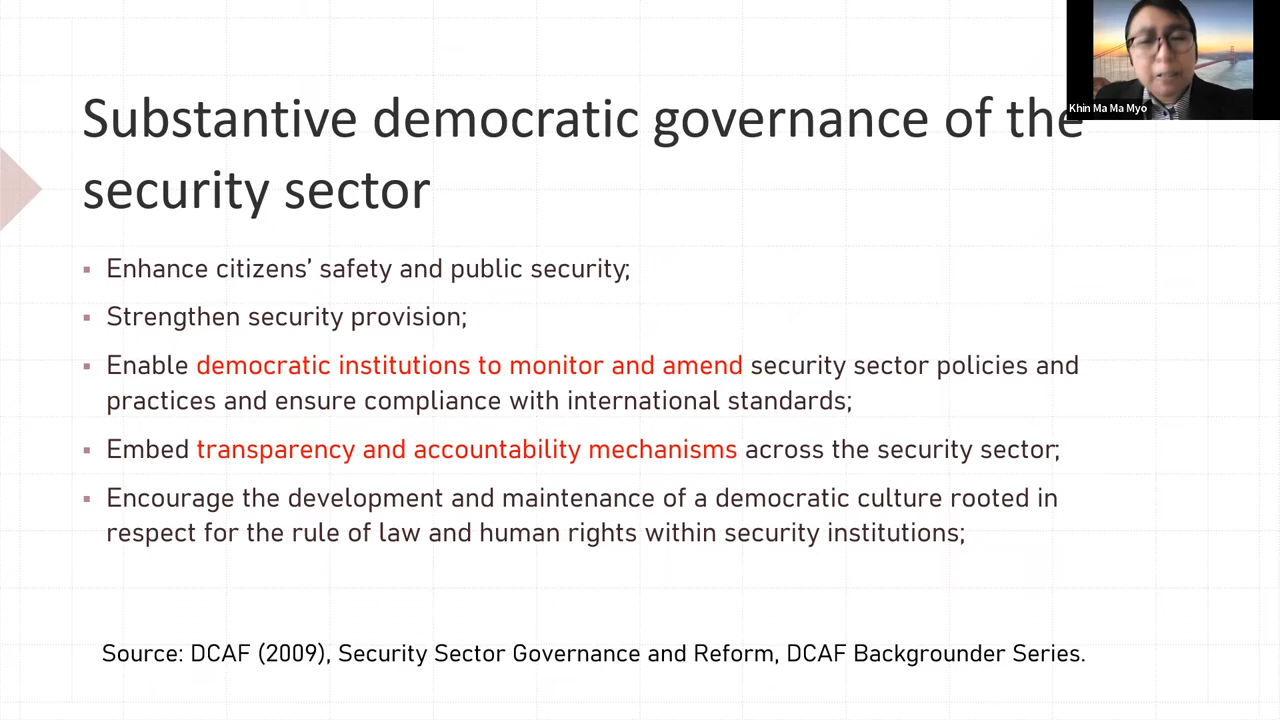 Khin Ma Ma Myo
Substantive democratic governance of the
security sector
▪ Enhance citizens’ safety and public security;
▪ Strengthen security provision;
▪ Enable democratic institutions to monitor and amend security sector policies and
practices and ensure compliance with international standards;
▪ Embed transparency and accountability mechanisms across the security sector;
▪ Encourage the development and maintenance of a democratic culture rooted in
respect for the rule of law and human rights within security institutions;
Source: DCAF (2009), Security Sector Governance and Reform, DCAF Backgrounder Series.